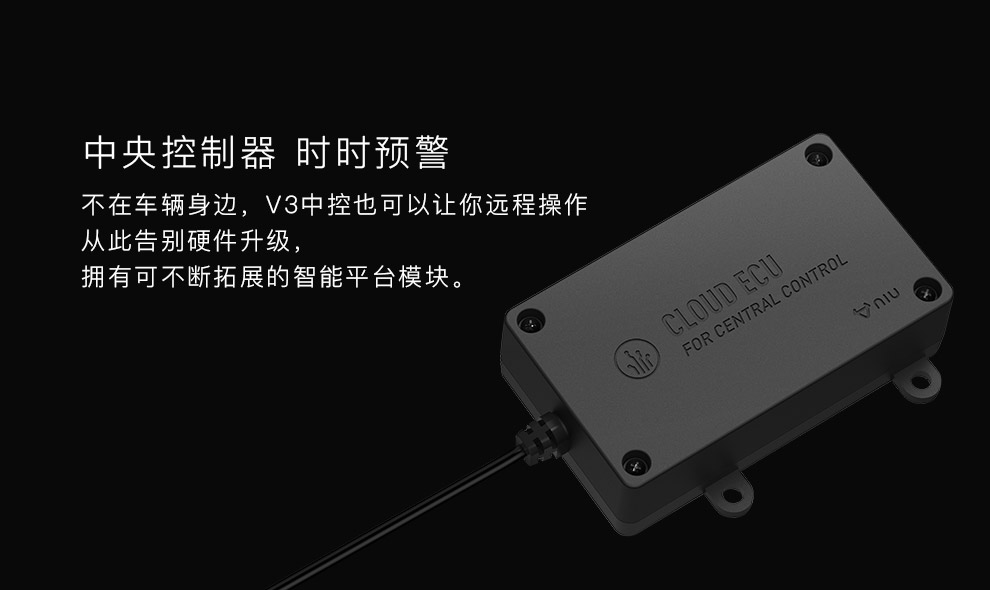 中央控制器 时时预警
不在车辆身边，V3中控也可以让你远程操作
从此告别硬件升级，
拥有可不断拓展的智能平台模块。
CLOUD ECU
FOR CENTRAL CONTROL
NIU